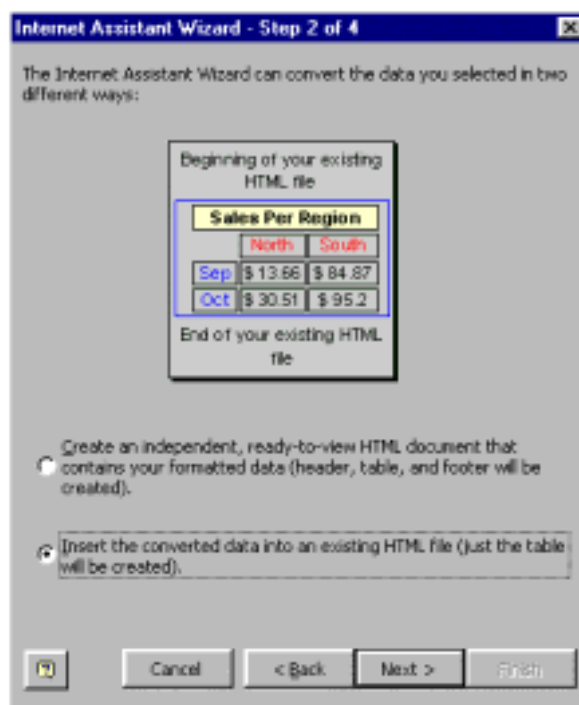 Internet Assistant Wizard - Step 2 of 4
The Internet Assistant Wizard can convert the data you selected in two
different ways:
Beginning of your existing
HTML file
Sales Per Region
North South
Sep $ 13.66 $ 84.87
Oct $ 30.51 $ 95.2
End of your existing HTML
file
Create an independent, ready-to-view HTML document that
contains your formatted data (header, table, and footer will be
created).
Insert the converted data into an existing HTML file (just the table
will be created).
Cancel < Back Next > Finish